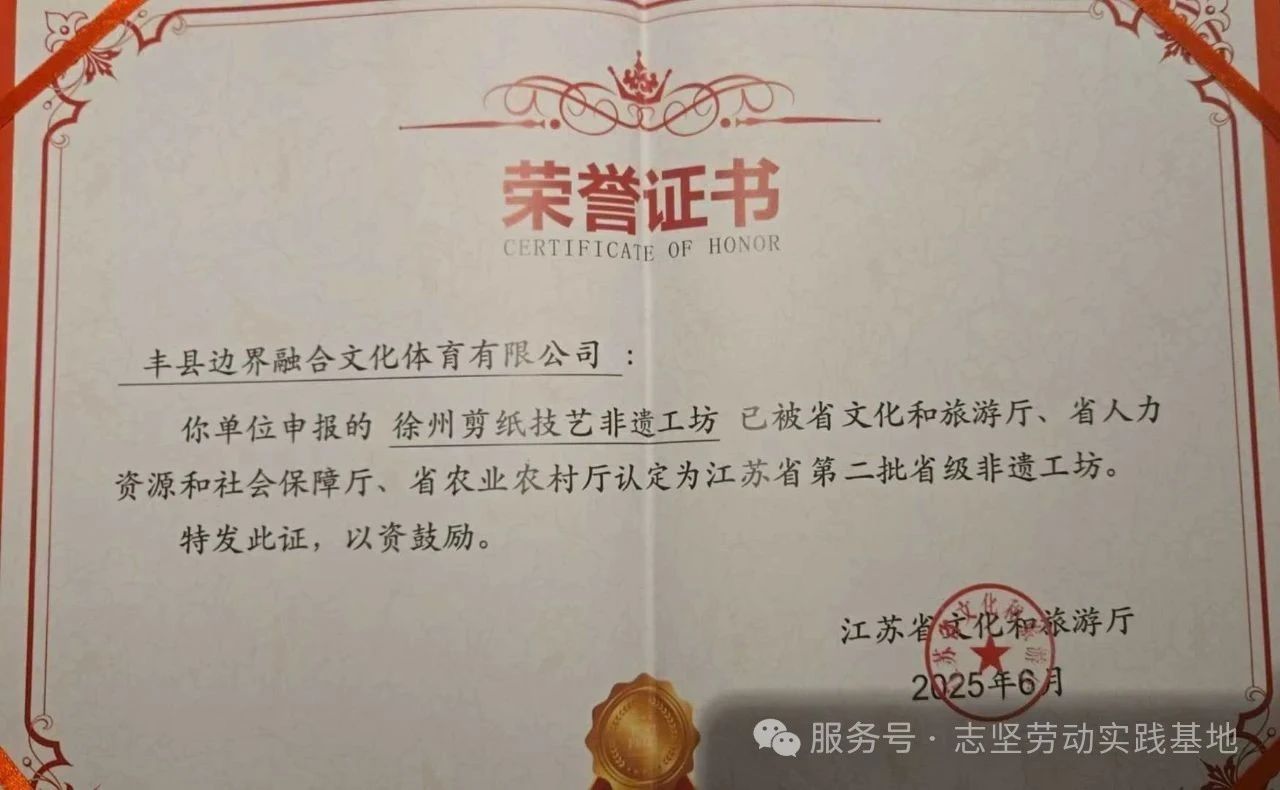 荣誉证书
CERTIFICATE OF HONOR
丰县边界融合文化体育有限公司：
你单位申报的 徐州剪纸技艺非遗工坊 已被省文化和旅游厅、省人力
资源和社会保障厅、省农业农村厅认定为江苏省第二批省级非遗工坊。
特发此证，以资鼓励。
江苏省文化和旅游厅
2025年6月
服务号·志坚劳动实践基地